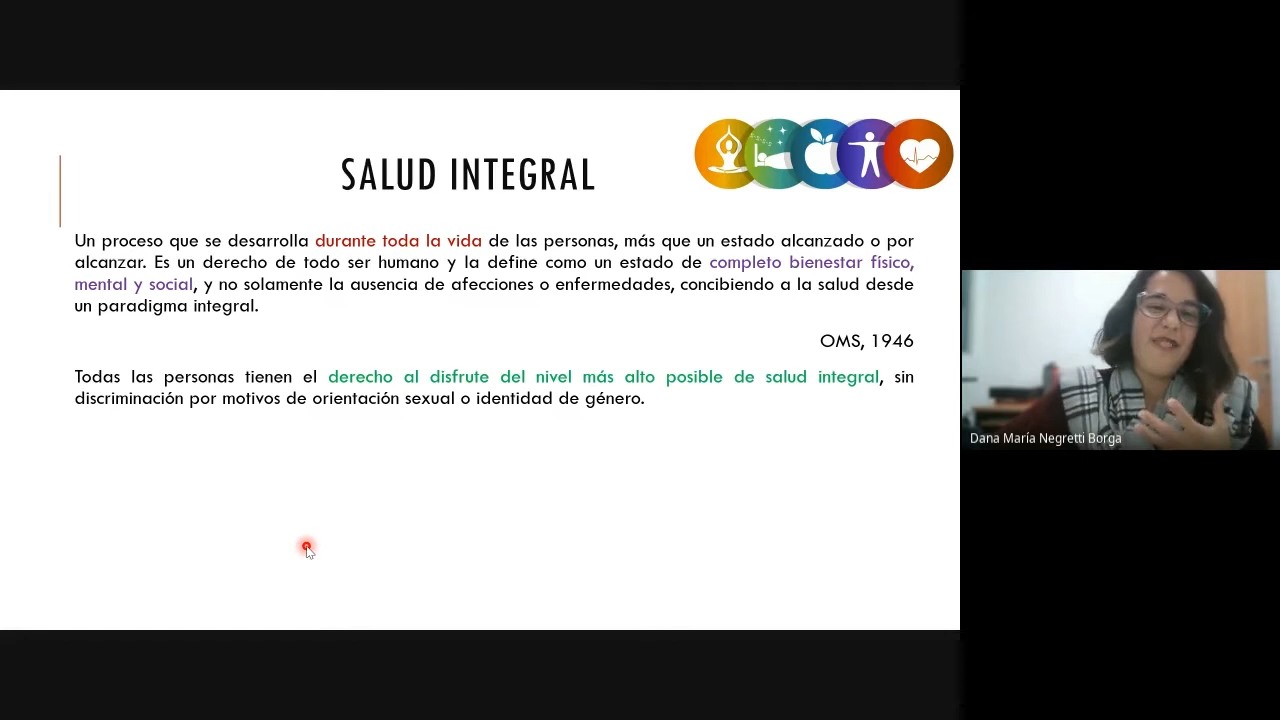 SALUD INTEGRAL
Un proceso que se desarrolla durante toda la vida de las personas, más que un estado alcanzado o por
alcanzar. Es un derecho de todo ser humano y la define como un estado de completo bienestar físico,
mental y social, y no solamente la ausencia de afecciones o enfermedades, concibiendo a la salud desde
un paradigma integral.
OMS, 1946
Todas las personas tienen el derecho al disfrute del nivel más alto posible de salud integral, sin
discriminación por motivos de orientación sexual o identidad de género.
Dana María Negretti Borga